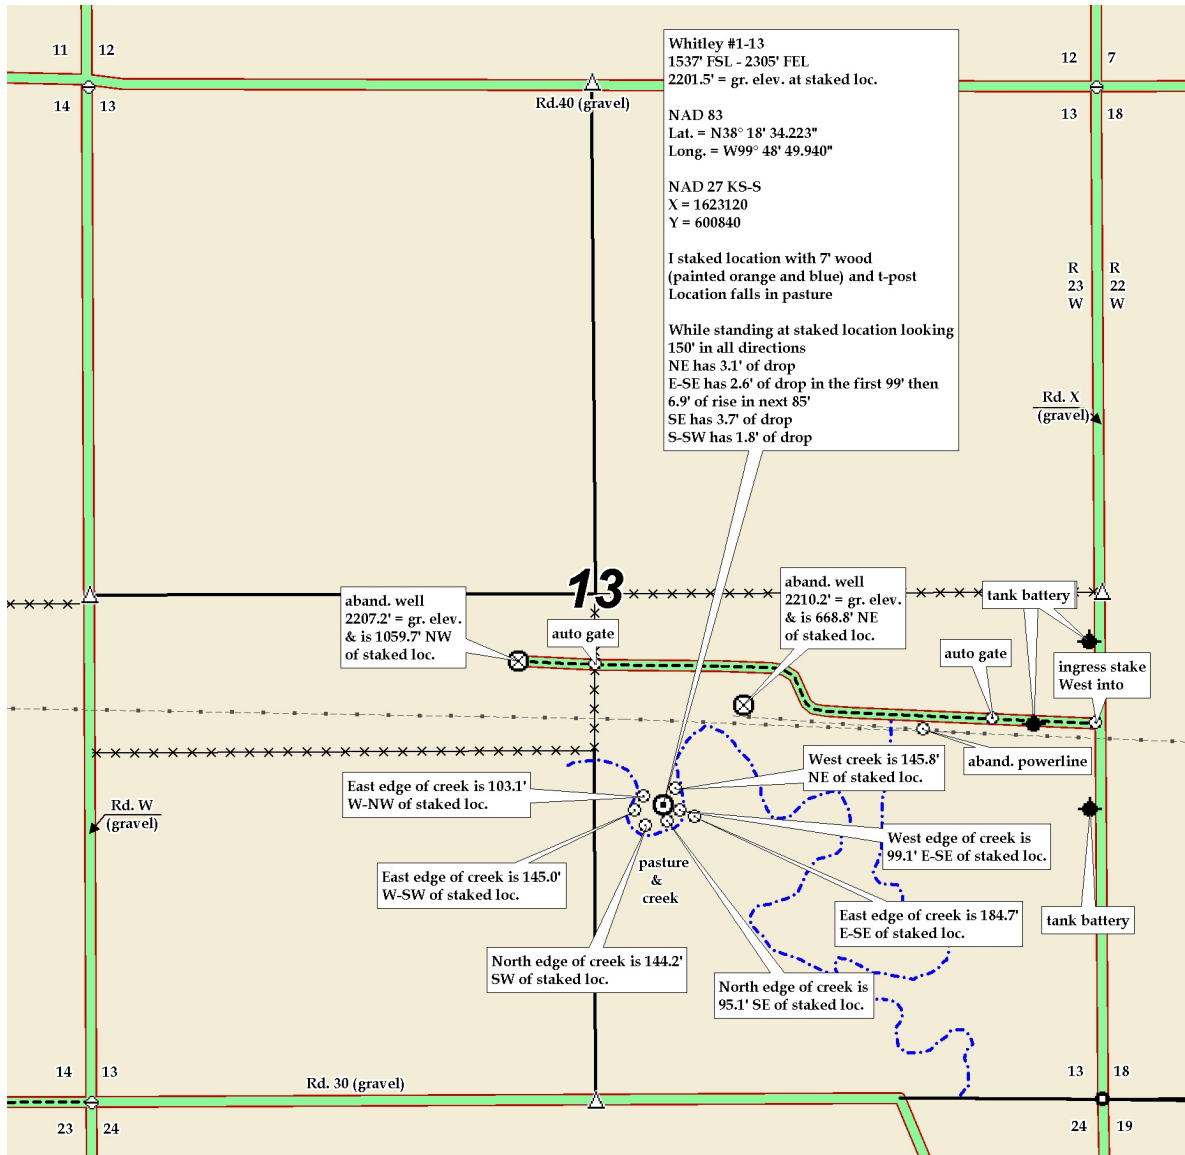 11 12
12 7
14 13
Rd.40 (gravel)
13 18
Whitley #1-13
1537' FSL - 2305' FEL
2201.5' = gr. elev. at staked loc.
NAD 83
Lat. = N38° 18' 34.223"
Long. = W99° 48' 49.940"
NAD 27 KS-S
X = 1623120
Y = 600840
I staked location with 7' wood
(painted orange and blue) and t-post
Location falls in pasture
While standing at staked location looking
150' in all directions
NE has 3.1' of drop
E-SE has 2.6' of drop in the first 99' then
6.9' of rise in next 85'
SE has 3.7' of drop
S-SW has 1.8' of drop
R R
23 22
W W
Rd. X
(gravel)
13
aband. well
2207.2' = gr. elev.
& is 1059.7' NW
of staked loc.
auto gate
aband. well
2210.2' = gr. elev.
& is 668.8' NE
of staked loc.
tank battery
auto gate
ingress stake
West into
aband. powerline
West creek is 145.8'
NE of staked loc.
East edge of creek is 103.1'
W-NW of staked loc.
Rd. W
(gravel)
West edge of creek is
99.1' E-SE of staked loc.
East edge of creek is 145.0'
W-SW of staked loc.
pasture
&
creek
East edge of creek is 184.7'
E-SE of staked loc.
tank battery
North edge of creek is 144.2'
SW of staked loc.
North edge of creek is
95.1' SE of staked loc.
14 13
Rd. 30 (gravel)
13 18
23 24
24 19